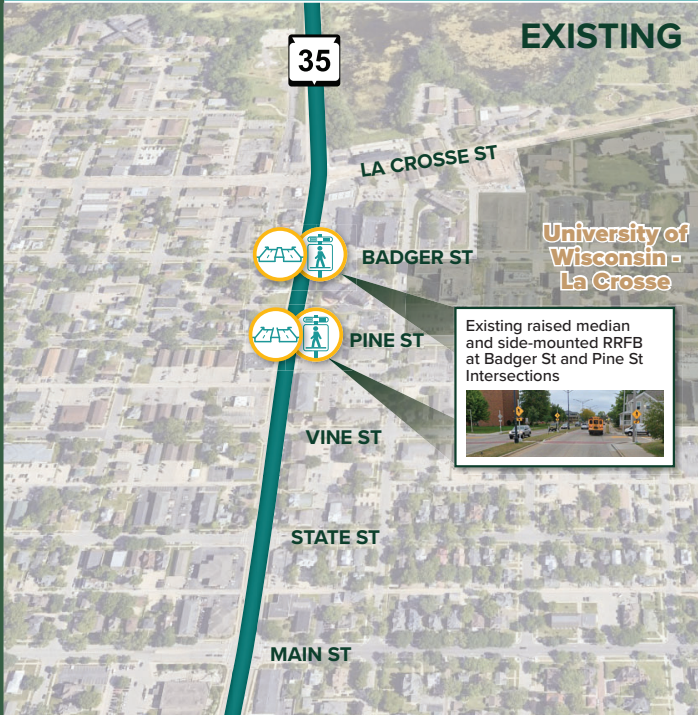 EXISTING
35
LA CROSSE ST
University of
Wisconsin -
La Crosse
BADGER ST
Existing raised median
and side-mounted RRFB
at Badger St and Pine St
Intersections
PINE ST
VINE ST
STATE ST
MAIN ST